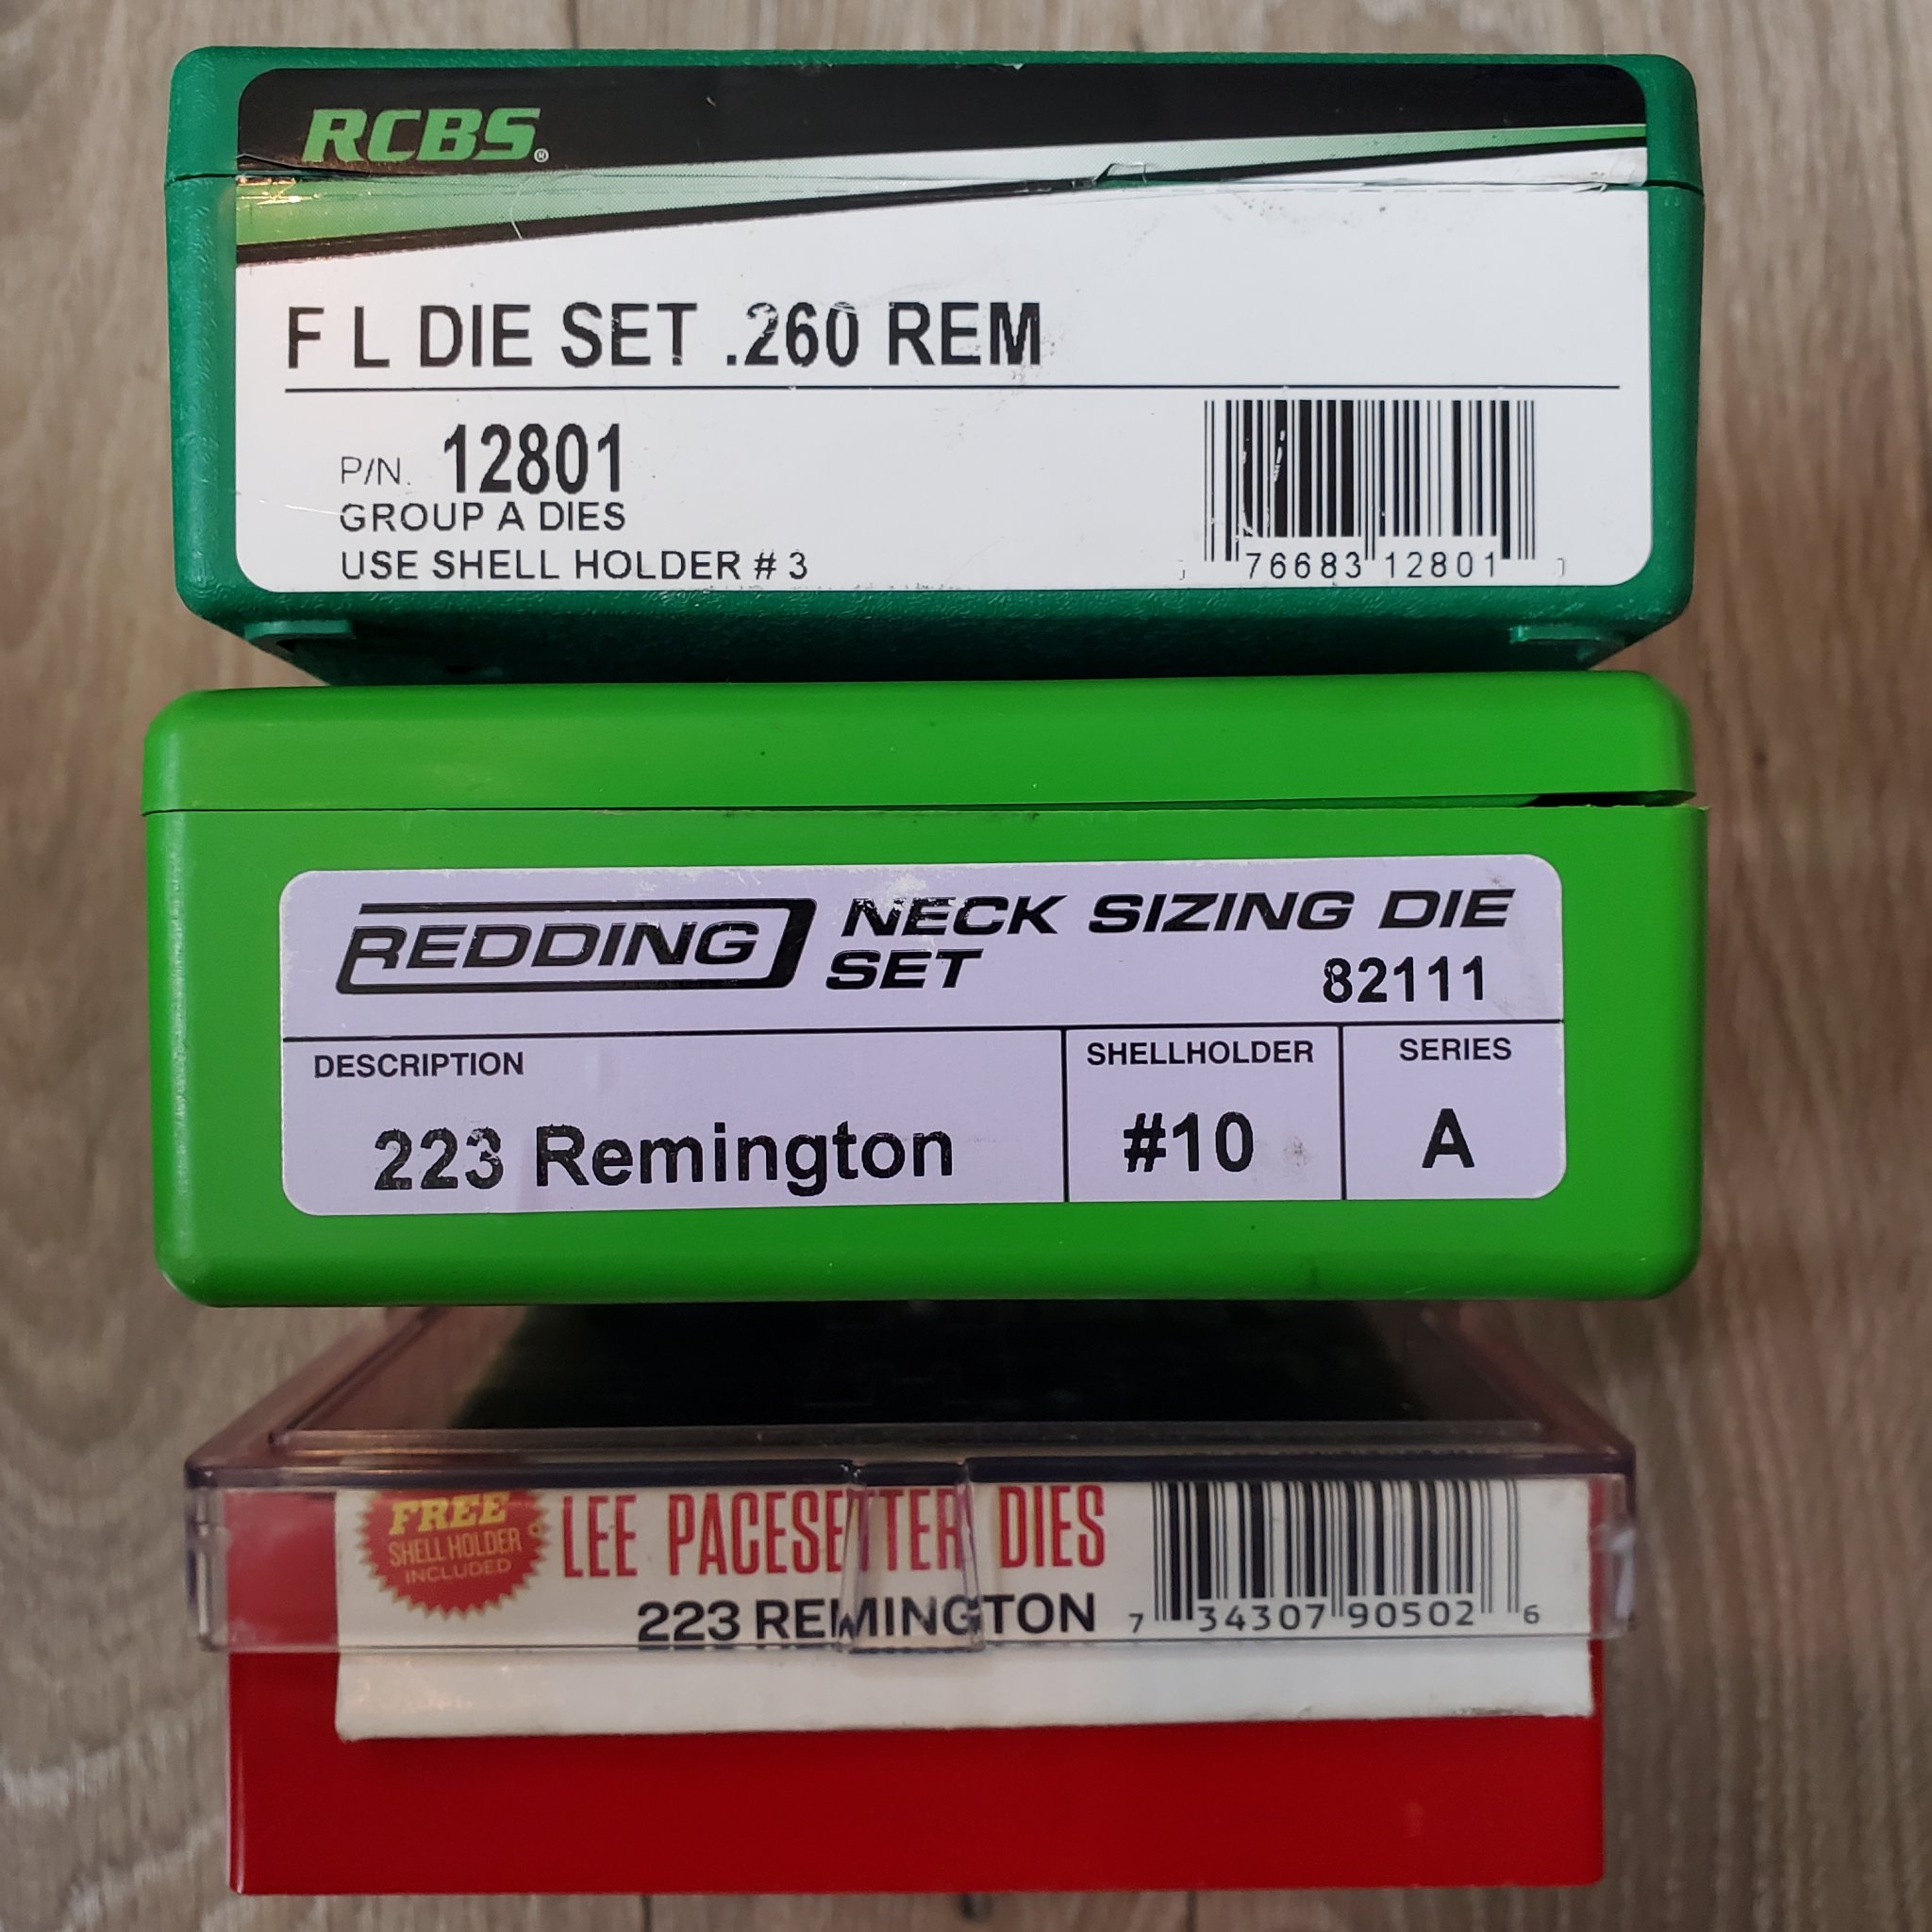 RCBS®
F L DIE SET .260 REM
P/N. 12801
GROUP A DIES
USE SHELL HOLDER # 3
76683 12801
REDDING NECK SIZING DIE
SET 82111
DESCRIPTION SHELLHOLDER SERIES
223 Remington #10 A
FREE
SHELL HOLDER
INCLUDED
LEE PACESETTER DIES
223 REMINGTON
7 34307 90502 6